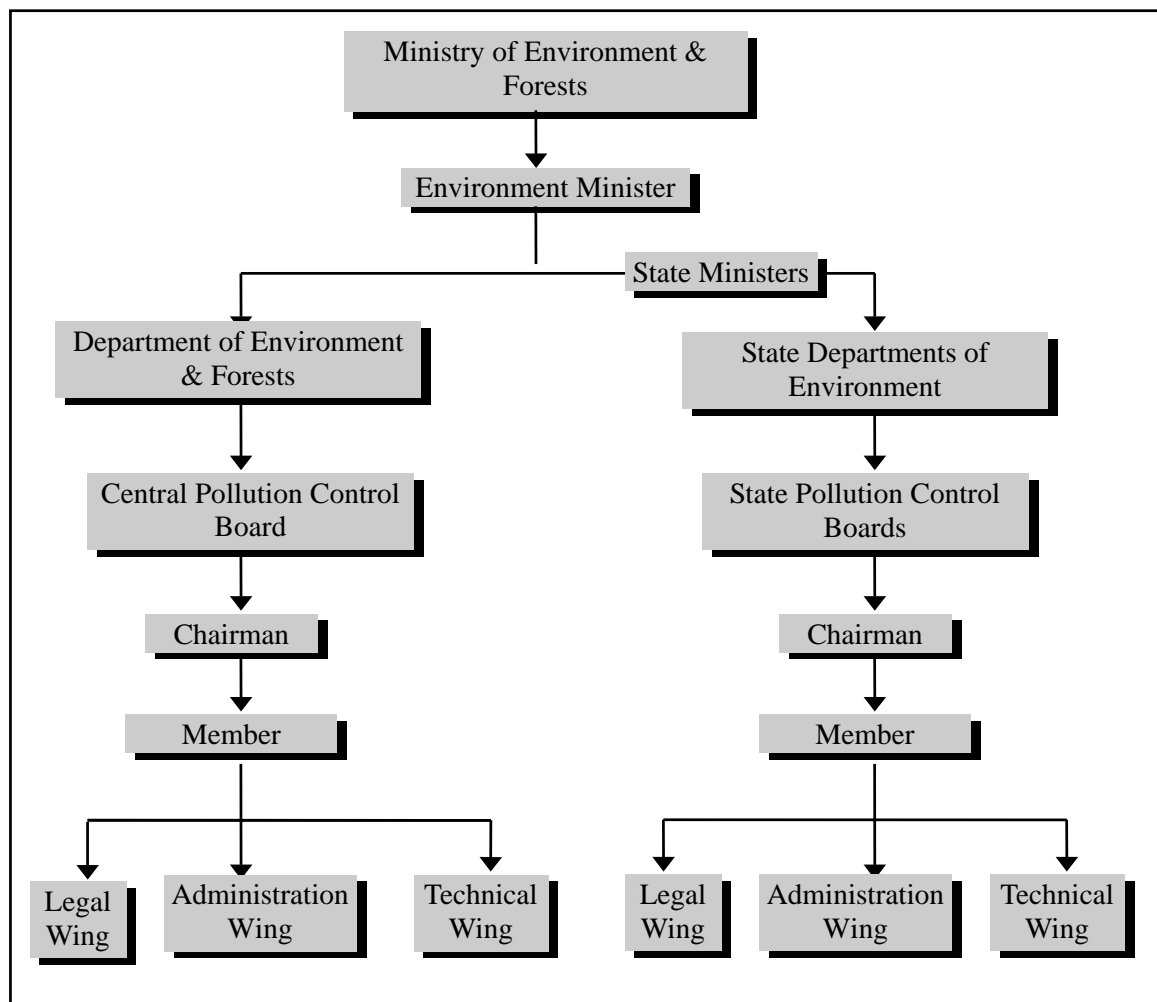 Ministry of Environment &
Forests
Environment Minister
State Ministers
Department of Environment
& Forests
State Departments of
Environment
Central Pollution Control
Board
State Pollution Control
Boards
Chairman
Chairman
Member
Member
Legal
Wing
Administration
Wing
Technical
Wing
Legal
Wing
Administration
Wing
Technical
Wing